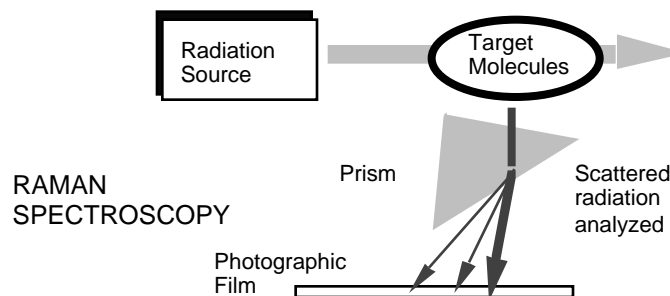 Radiation
Source
Target
Molecules
Prism
Scattered
radiation
analyzed
RAMAN
SPECTROSCOPY
Photographic
Film